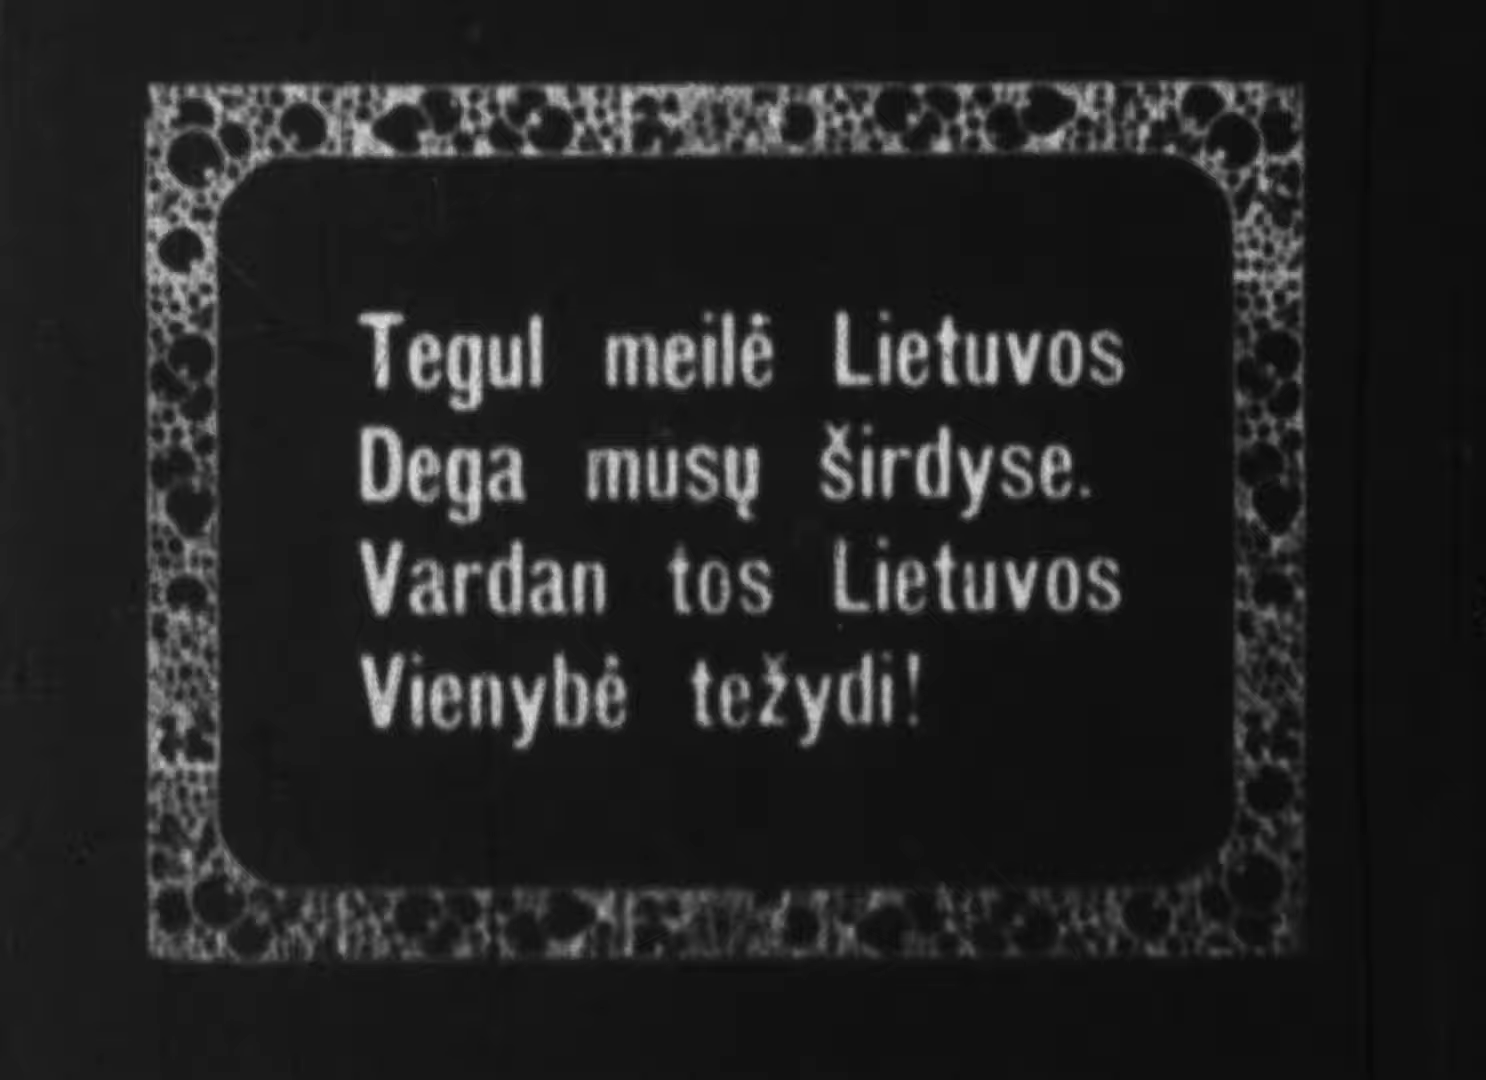 Tegul meilė Lietuvos
Dega musų širdyse.
Vardan tos Lietuvos
Vienybė težydi!